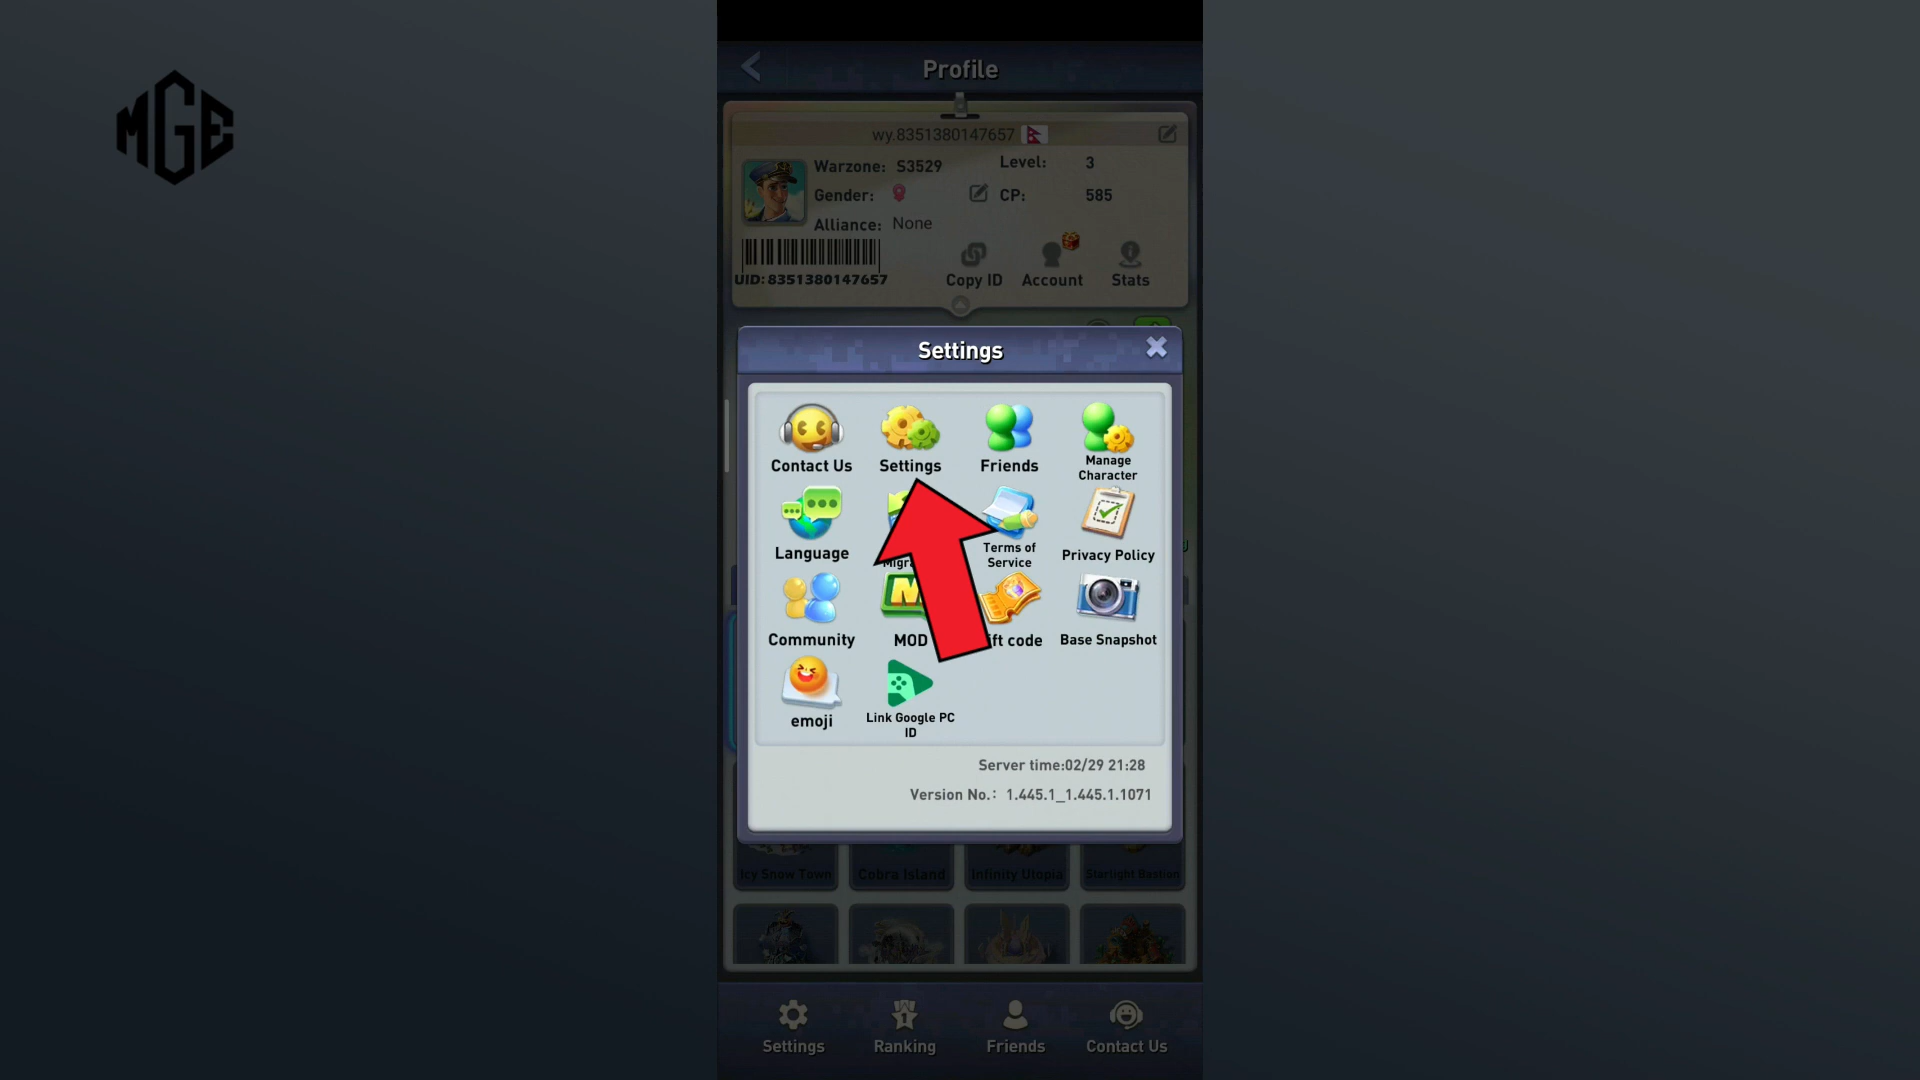 MGE
Profile
wy.8351380147657
Warzone: S3529
Level: 3
Gender:
CP: 585
Alliance: None
UID: 8351380147657
Copy ID
Account
Stats
Settings
Contact Us
Settings
Friends
Manage
Character
Language
Migra
Terms of
Service
Privacy Policy
Community
MOD
ift code
Base Snapshot
emoji
Link Google PC
ID
Server time:02/29 21:28
Version No.: 1.445.1_1.445.1.1071
Icy Snow Town
Cobra Island
Infinity Utopia
Starlight Bastion
Settings
Ranking
Friends
Contact Us